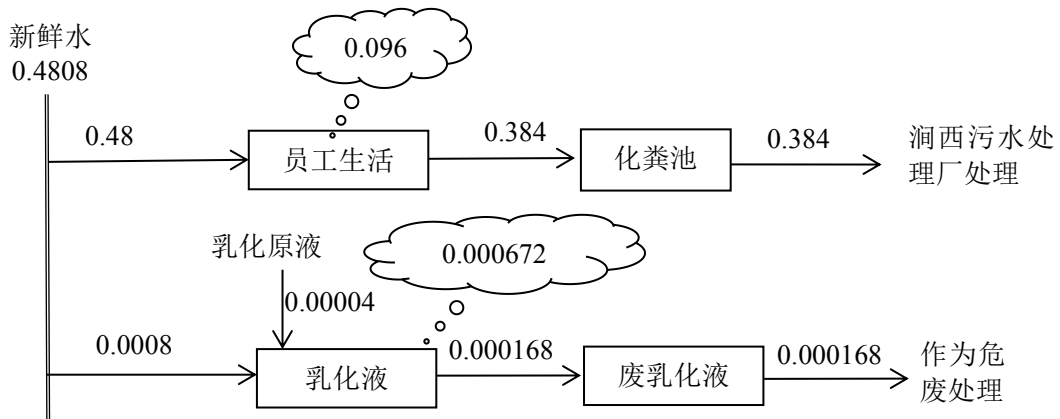 新鲜水
0.4808
0.096
0.48
员工生活
0.384
化粪池
0.384
涧西污水处
理厂处理
乳化原液
0.00004
0.000672
0.0008
乳化液
0.000168
废乳化液
0.000168
作为危
废处理